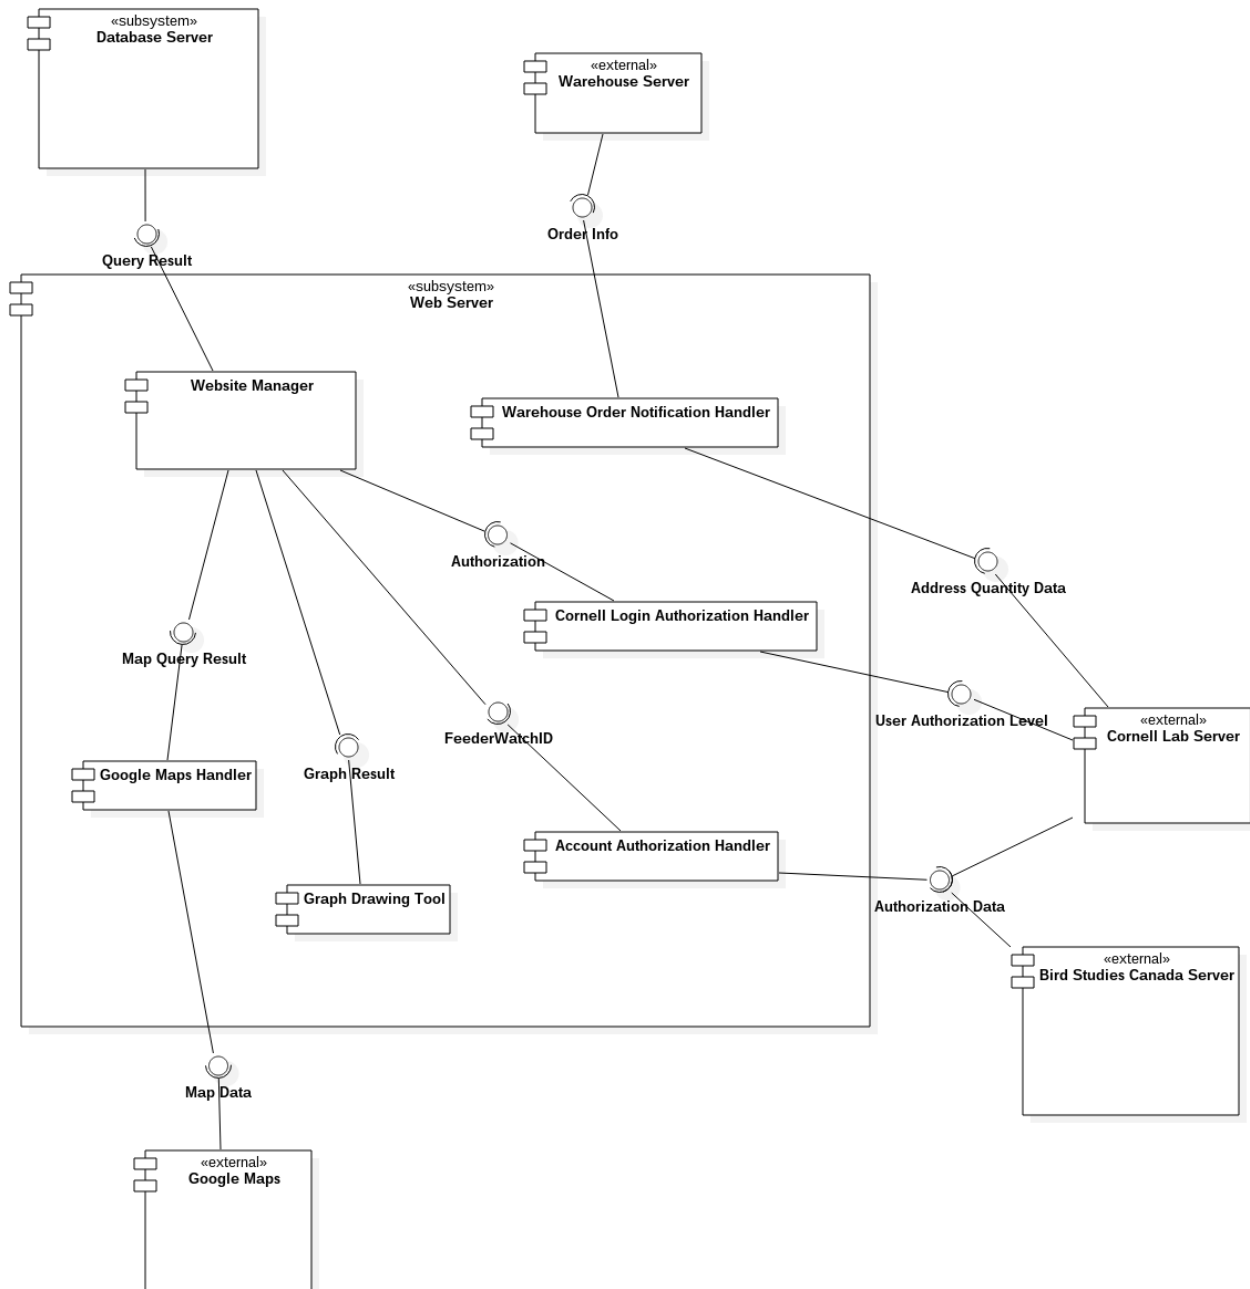 «subsystem»
Database Server
«external»
Warehouse Server
Order Info
Query Result
«subsystem»
Web Server
Website Manager
Warehouse Order Notification Handler
Authorization
Address Quantity Data
Cornell Login Authorization Handler
Map Query Result
User Authorization Level
«external»
Cornell Lab Server
FeederWatchID
Graph Result
Google Maps Handler
Account Authorization Handler
Graph Drawing Tool
Authorization Data
«external»
Bird Studies Canada Server
Map Data
«external»
Google Maps